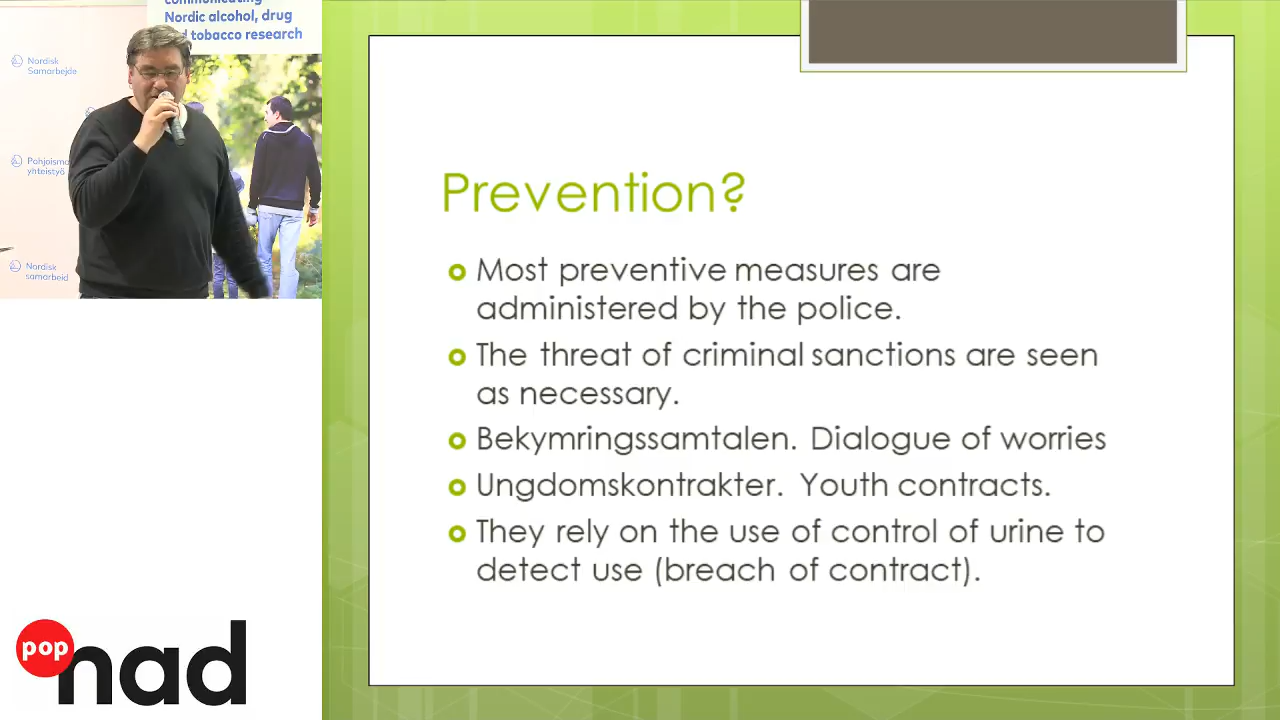 communicating
Nordic alcohol, drug
and tobacco research
Nordisk
Samarbejde
Pohjoisma
yhteistyö
Nordisk
samarbeid
Prevention?
Most preventive measures are
administered by the police.
The threat of criminal sanctions are seen
as necessary.
Bekymringssamtalen. Dialogue of worries
Ungdomskontrakter. Youth contracts.
They rely on the use of control of urine to
detect use (breach of contract).
pop
nad